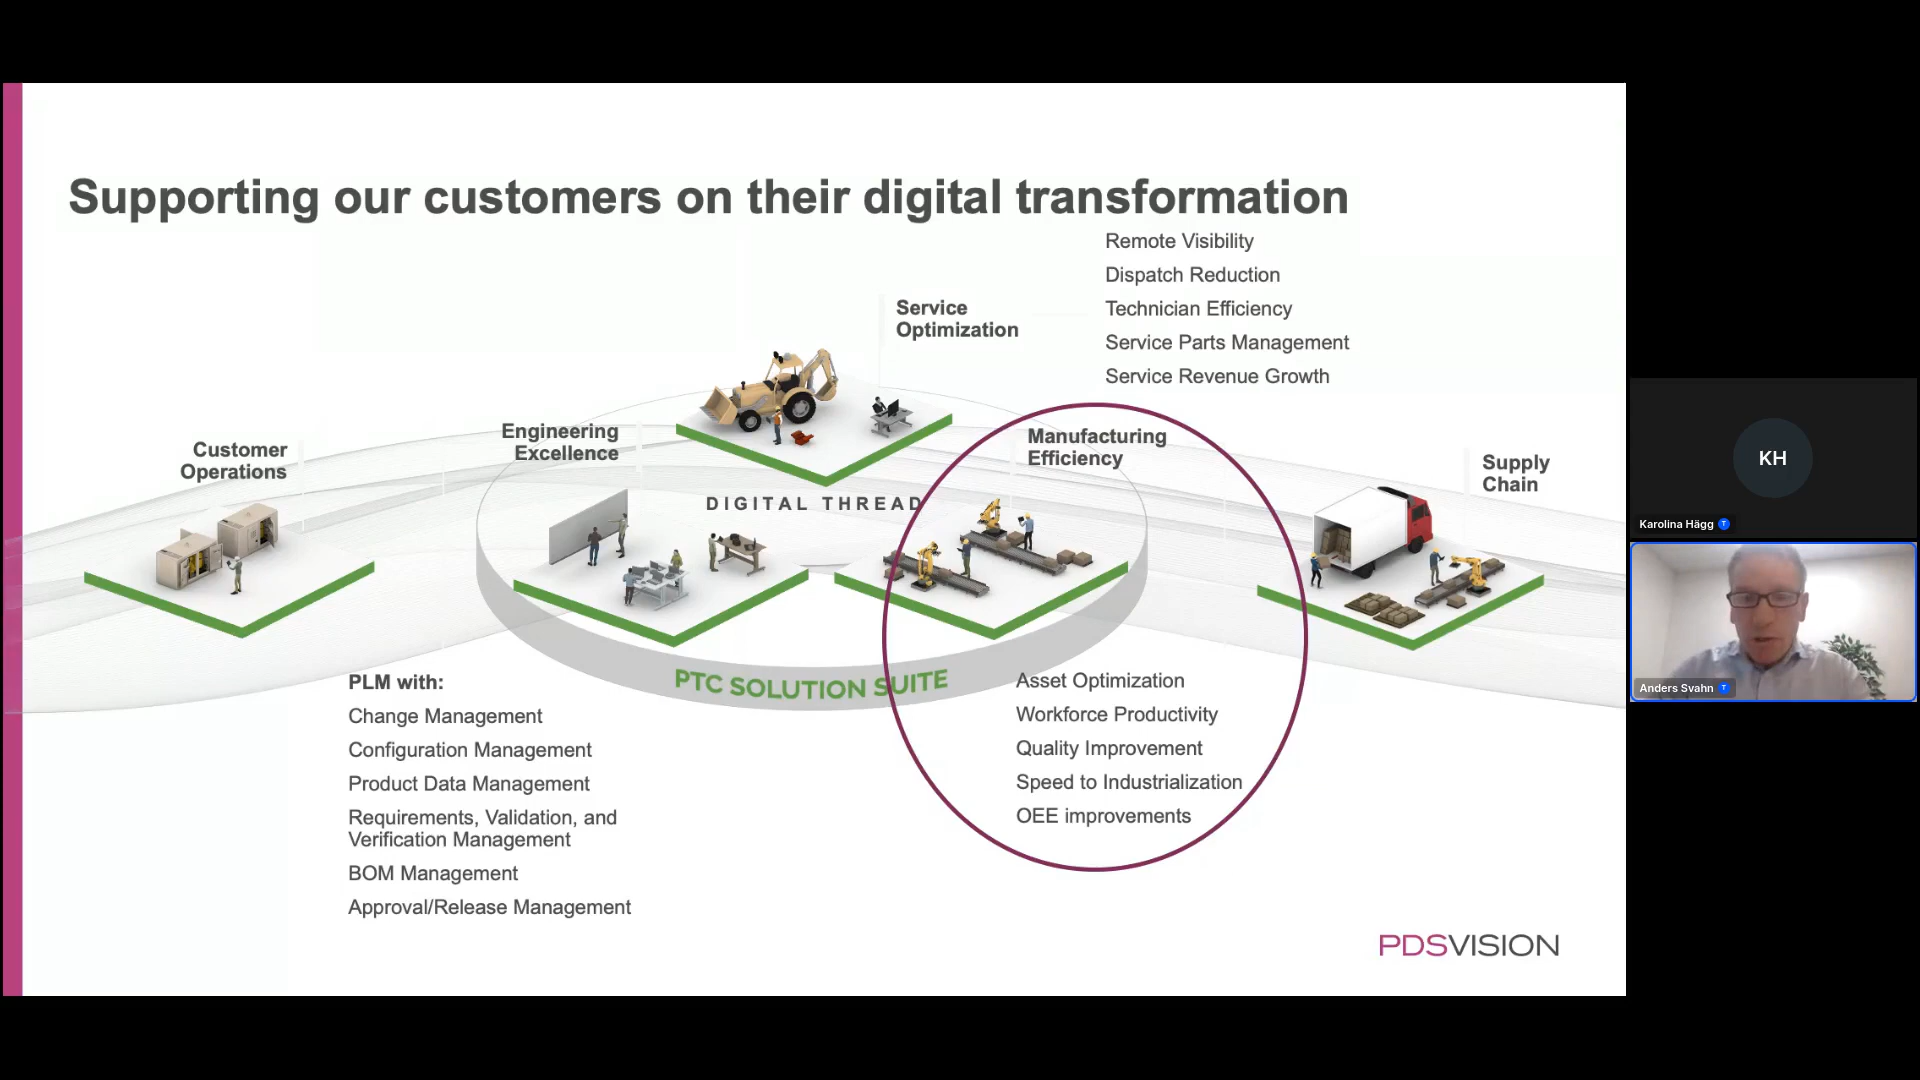 Supporting our customers on their digital transformation
Remote Visibility
Dispatch Reduction
Technician Efficiency
Service Parts Management
Service Revenue Growth
Service
Optimization
Engineering
Excellence
Manufacturing
Efficiency
Customer
Operations
Supply
Chain
DIGITAL THREAD
PTC SOLUTION SUITE
PLM with:
Change Management
Configuration Management
Product Data Management
Requirements, Validation, and
Verification Management
BOM Management
Approval/Release Management
Asset Optimization
Workforce Productivity
Quality Improvement
Speed to Industrialization
OEE improvements
PDSVISION
KH
Karolina Hägg T
Anders Svahn T